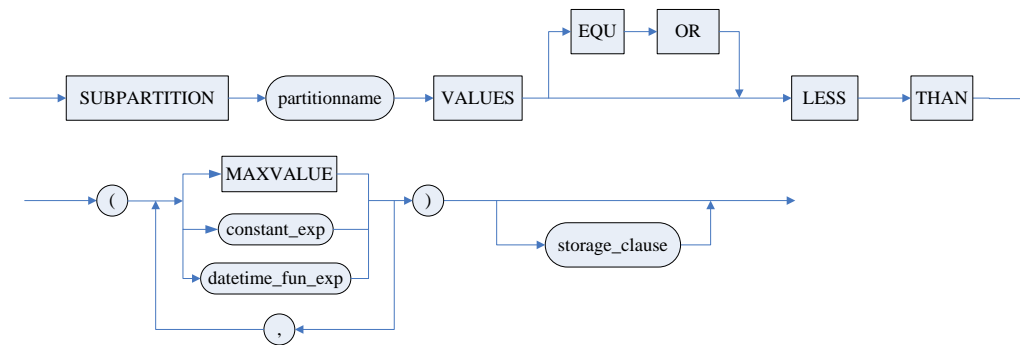 EQU OR
SUBPARTITION partitionname VALUES LESS THAN
( MAXVALUE )
constant_exp storage_clause
datetime_fun_exp
,